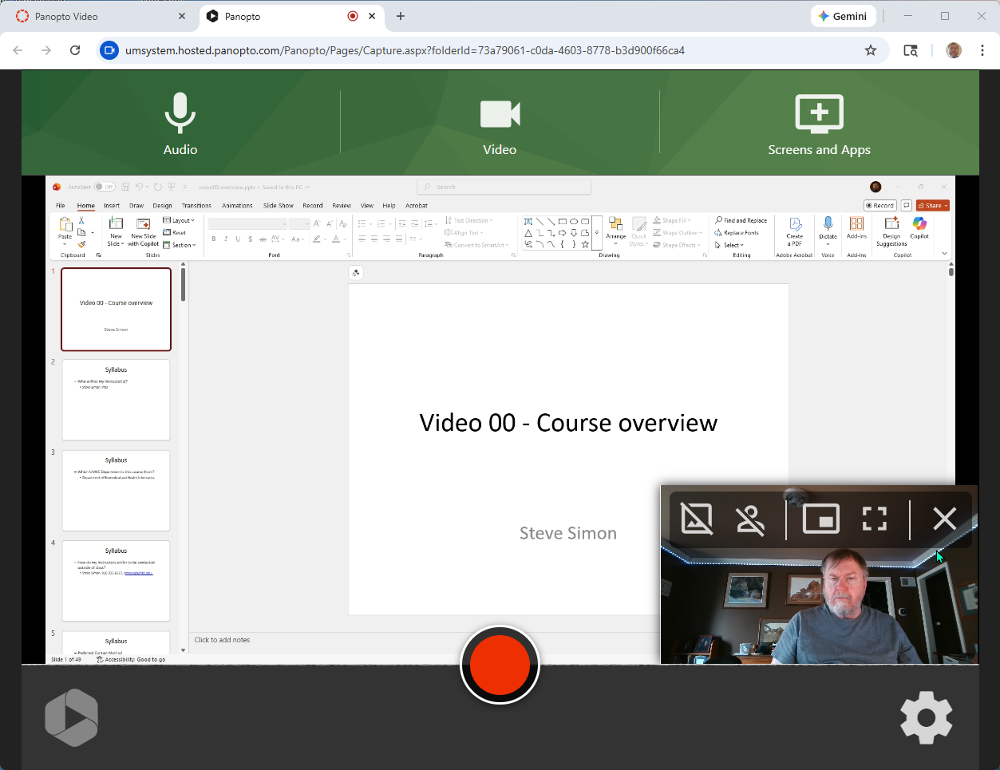 Panopto Video
Panopto
Gemini
umsystem.hosted.panopto.com/Panopto/Pages/Capture.aspx?folderId=73a79061-c0da-4603-8778-b3d900f66ca4
Audio
Video
Screens and Apps
AutoSave Off video00-overview.pptx • Saved to this PC
Search
File Home Insert Draw Design Transitions Animations Slide Show Record Review View Help Acrobat
Record Share
Paste
Clipboard
New Slide
New Slide with Copilot
Layout
Reset
Section
Slides
Font
Paragraph
Text Direction
Align Text
Convert to SmartArt
Arrange
Quick Styles
Shape Fill
Shape Outline
Shape Effects
Drawing
Find and Replace
Replace Fonts
Select
Editing
Create a PDF
Adobe Acrobat
Dictate
Voice
Add-ins
Add-ins
Design Suggestions
Copilot
Copilot
1
Video 00 - Course overview
Steve Simon
2
Syllabus
– Who will be my instructor(s)?
• Steve Simon, PhD
3
Syllabus
– Which UMKC Department is this course from?
• Department of Biomedical and Health Informatics
4
Syllabus
– How do my instructors prefer to be contacted
outside of class?
• Steve Simon,
5
Syllabus
– Preferred Contact Method
Video 00 - Course overview
Steve Simon
Click to add notes
Slide 1 of 49 Accessibility: Good to go